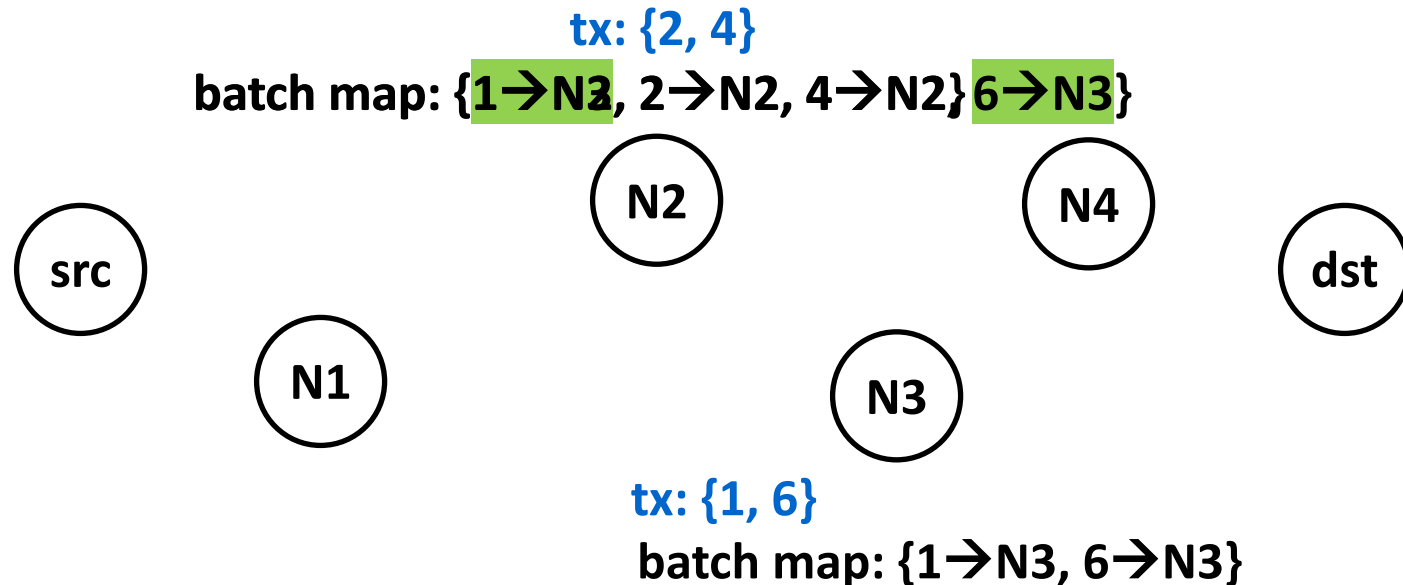 tx: {2, 4}
batch map: {1→N3, 2→N2, 4→N2, 6→N3}
N2
N4
src
dst
N1
N3
tx: {1, 6}
batch map: {1→N3, 6→N3}